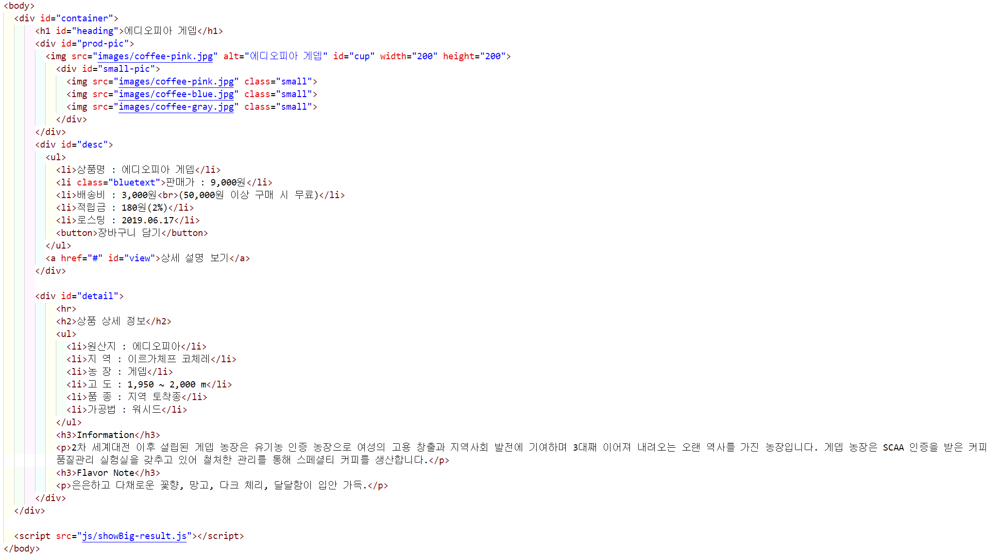 <body>
<div id="container">
<h1 id="heading">에디오피아 게뎁</h1>
<div id="prod-pic">
<img src="images/coffee-pink.jpg" alt="에디오피아 게뎁" id="cup" width="200" height="200">
<div id="small-pic">
<img src="images/coffee-pink.jpg" class="small">
<img src="images/coffee-blue.jpg" class="small">
<img src="images/coffee-gray.jpg" class="small">
</div>
</div>
<div id="desc">
<ul>
<li>상품명 : 에디오피아 게뎁</li>
<li class="bluetext">판매가 : 9,000원</li>
<li>배송비 : 3,000원<br>(50,000원 이상 구매 시 무료)</li>
<li>적립금 : 180원(2%)</li>
<li>로스팅 : 2019.06.17</li>
<button>장바구니 담기</button>
</ul>
<a href="#" id="view">상세 설명 보기</a>
</div>
<div id="detail">
<hr>
<h2>상품 상세 정보</h2>
<ul>
<li>원산지 : 에디오피아</li>
<li>지 역 : 이르가체프 코체레</li>
<li>농 장 : 게뎁</li>
<li>고 도 : 1,950 ~ 2,000 m</li>
<li>품 종 : 지역 토착종</li>
<li>가공법 : 워시드</li>
</ul>
<h3>Information</h3>
<p>2차 세계대전 이후 설립된 게뎁 농장은 유기농 인증 농장으로 여성의 고용 창출과 지역사회 발전에 기여하며 3대째 이어져 내려오는 오랜 역사를 가진 농장입니다. 게뎁 농장은 SCAA 인증을 받은 커피
품질관리 실험실을 갖추고 있어 철처한 관리를 통해 스페셜티 커피를 생산합니다.</p>
<h3>Flavor Note</h3>
<p>은은하고 다채로운 꽃향, 망고, 다크 체리, 달달함이 입안 가득.</p>
</div>
</div>
<script src="js/showBig-result.js"></script>
</body>